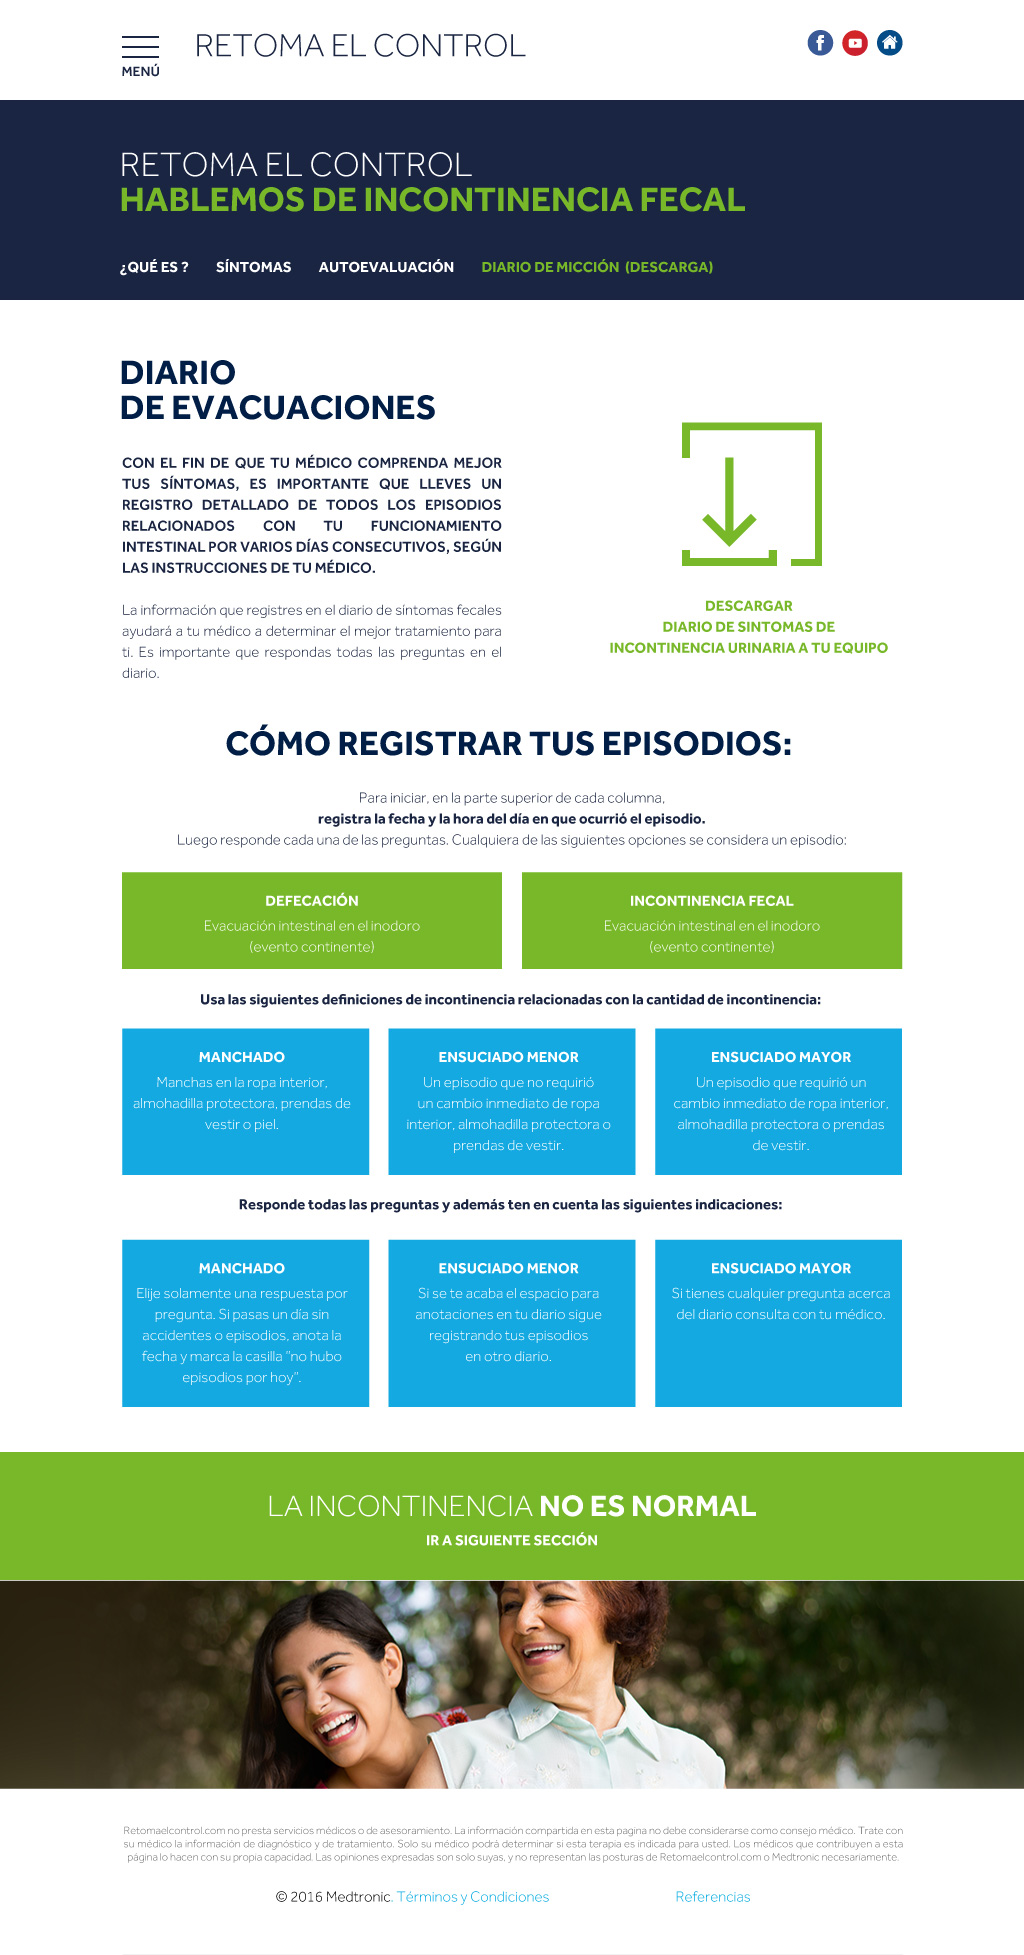 RETOMA EL CONTROL
MENÚ
RETOMA EL CONTROL
HABLEMOS DE INCONTINENCIA FECAL
¿QUÉ ES ? SÍNTOMAS AUTOEVALUACIÓN DIARIO DE MICCIÓN (DESCARGA)
DIARIO
DE EVACUACIONES
CON EL FIN DE QUE TU MÉDICO COMPRENDA MEJOR
TUS SÍNTOMAS, ES IMPORTANTE QUE LLEVES UN
REGISTRO DETALLADO DE TODOS LOS EPISODIOS
RELACIONADOS CON TU FUNCIONAMIENTO
INTESTINAL POR VARIOS DÍAS CONSECUTIVOS, SEGÚN
LAS INSTRUCCIONES DE TU MÉDICO.
La información que registres en el diario de síntomas fecales
ayudará a tu médico a determinar el mejor tratamiento para
ti. Es importante que respondas todas las preguntas en el
diario.
DESCARGAR
DIARIO DE SINTOMAS DE
INCONTINENCIA URINARIA A TU EQUIPO
CÓMO REGISTRAR TUS EPISODIOS:
Para iniciar, en la parte superior de cada columna,
registra la fecha y la hora del día en que ocurrió el episodio.
Luego responde cada una de las preguntas. Cualquiera de las siguientes opciones se considera un episodio:
DEFECACIÓN
Evacuación intestinal en el inodoro
(evento continente)
INCONTINENCIA FECAL
Evacuación intestinal en el inodoro
(evento continente)
Usa las siguientes definiciones de incontinencia relacionadas con la cantidad de incontinencia:
MANCHADO
Manchas en la ropa interior,
almohadilla protectora, prendas de
vestir o piel.
ENSUCIADO MENOR
Un episodio que no requirió
un cambio inmediato de ropa
interior, almohadilla protectora o
prendas de vestir.
ENSUCIADO MAYOR
Un episodio que requirió un
cambio inmediato de ropa interior,
almohadilla protectora o prendas
de vestir.
Responde todas las preguntas y además ten en cuenta las siguientes indicaciones:
MANCHADO
Elije solamente una respuesta por
pregunta. Si pasas un día sin
accidentes o episodios, anota la
fecha y marca la casilla "no hubo
episodios por hoy".
ENSUCIADO MENOR
Si se te acaba el espacio para
anotaciones en tu diario sigue
registrando tus episodios
en otro diario.
ENSUCIADO MAYOR
Si tienes cualquier pregunta acerca
del diario consulta con tu médico.
LA INCONTINENCIA NO ES NORMAL
IR A SIGUIENTE SECCIÓN
Retomaelcontrol.com no presta servicios médicos o de asesoramiento. La información compartida en esta pagina no debe considerarse como consejo médico. Trate con
su médico la información de diagnóstico y de tratamiento. Solo su médico podrá determinar si esta terapia es indicada para usted. Los médicos que contribuyen a esta
página lo hacen con su propia capacidad. Las opiniones expresadas son solo suyas, y no representan las posturas de Retomaelcontrol.com o Medtronic necesariamente.
© 2016 Medtronic. Términos y Condiciones Referencias